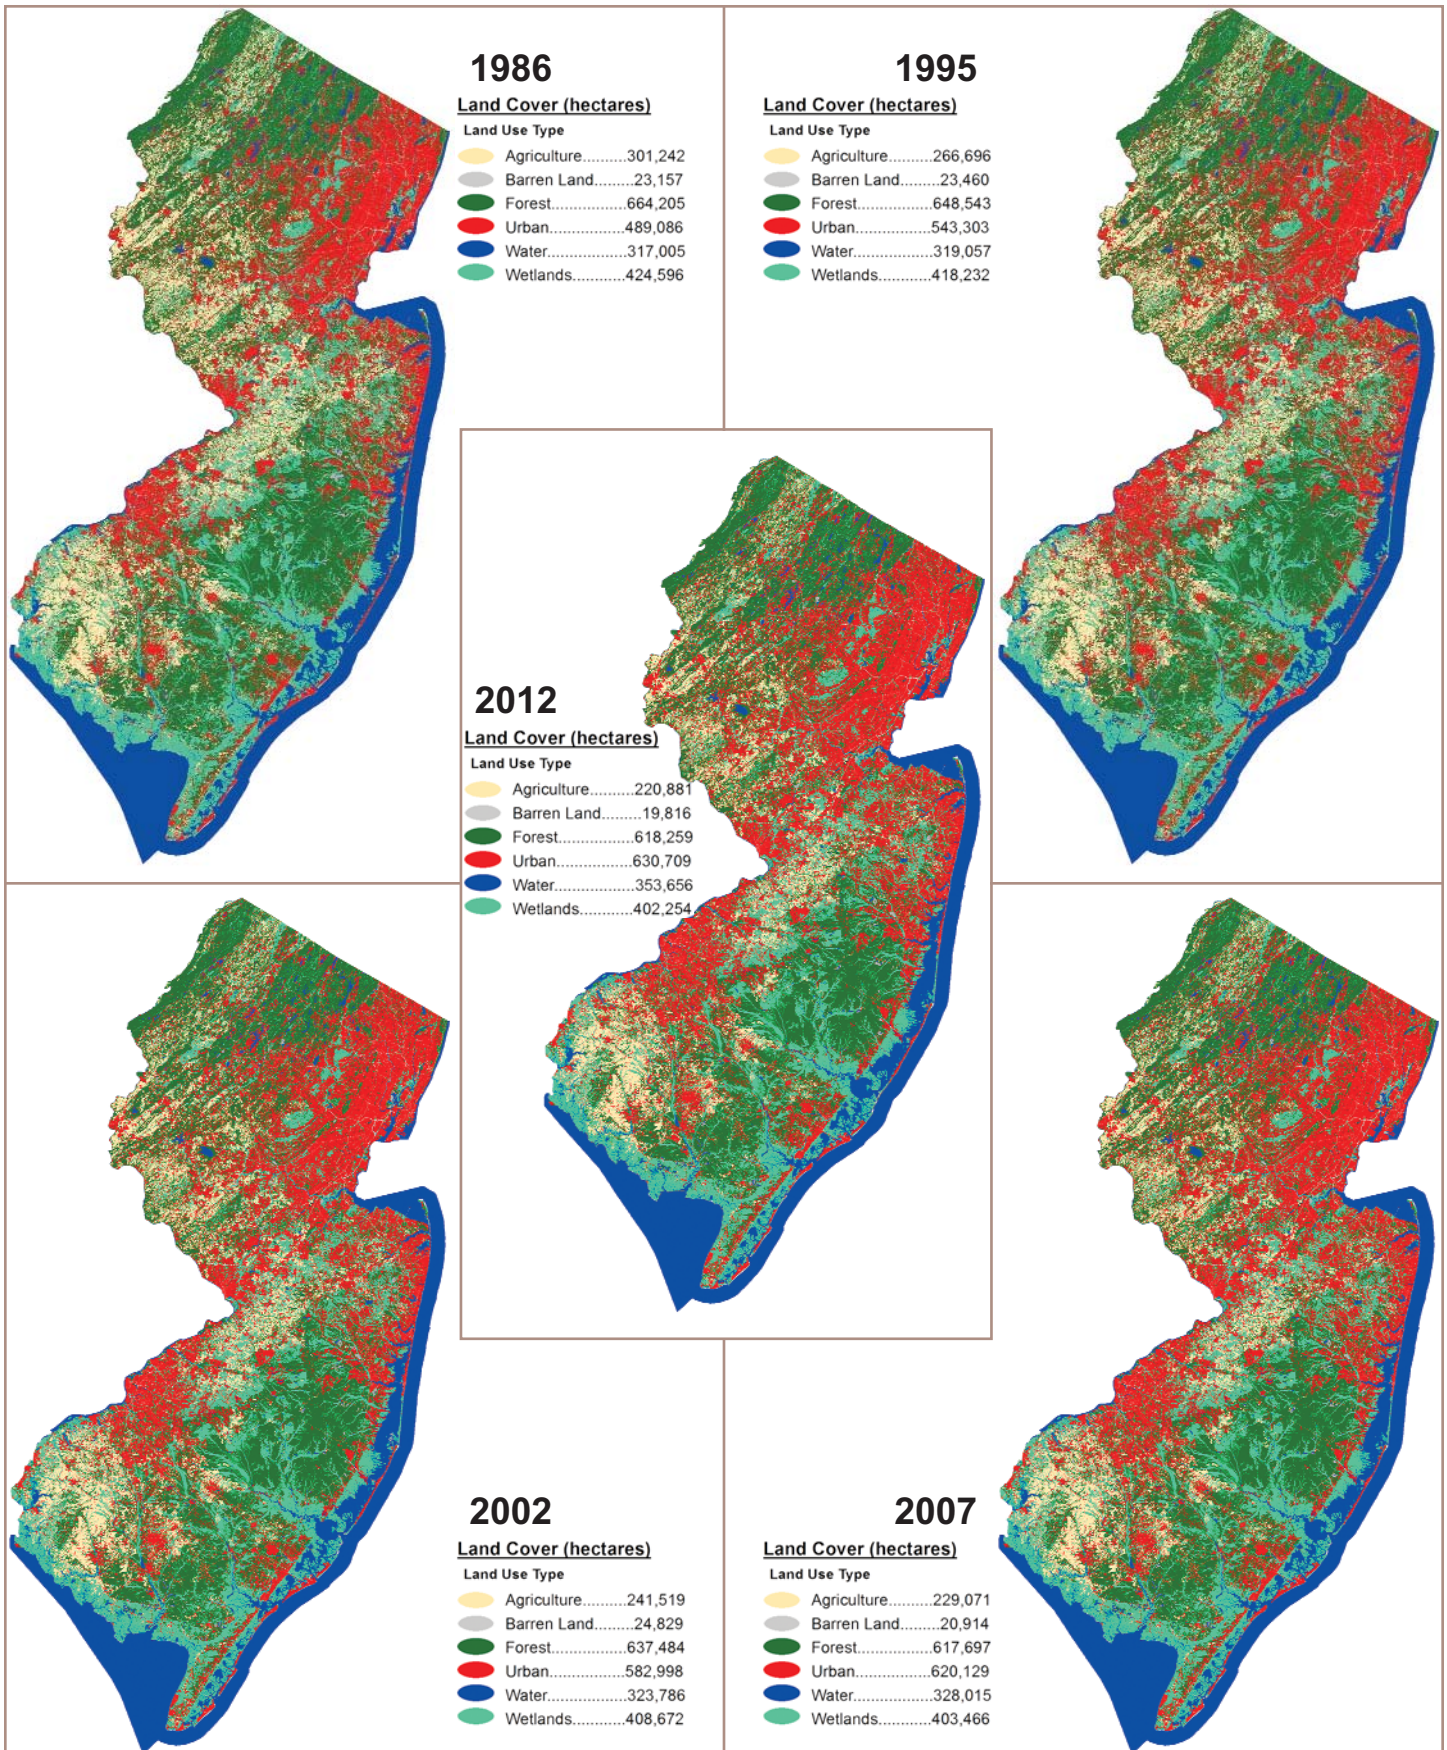 1986
Land Cover (hectares)
Land Use Type
Agriculture..........301,242
Barren Land.........23,157
Forest...................664,205
Urban..................489,086
Water...................317,005
Wetlands............424,596
1995
Land Cover (hectares)
Land Use Type
Agriculture..........266,696
Barren Land.........23,460
Forest...................648,543
Urban..................543,303
Water...................319,057
Wetlands............418,232
2012
Land Cover (hectares)
Land Use Type
Agriculture..........220,881
Barren Land.........19,816
Forest...................618,259
Urban..................630,709
Water...................353,656
Wetlands............402,254
2002
Land Cover (hectares)
Land Use Type
Agriculture..........241,519
Barren Land.........24,829
Forest...................637,484
Urban..................582,998
Water...................323,786
Wetlands............408,672
2007
Land Cover (hectares)
Land Use Type
Agriculture..........229,071
Barren Land.........20,914
Forest...................617,697
Urban..................620,129
Water...................328,015
Wetlands............403,466